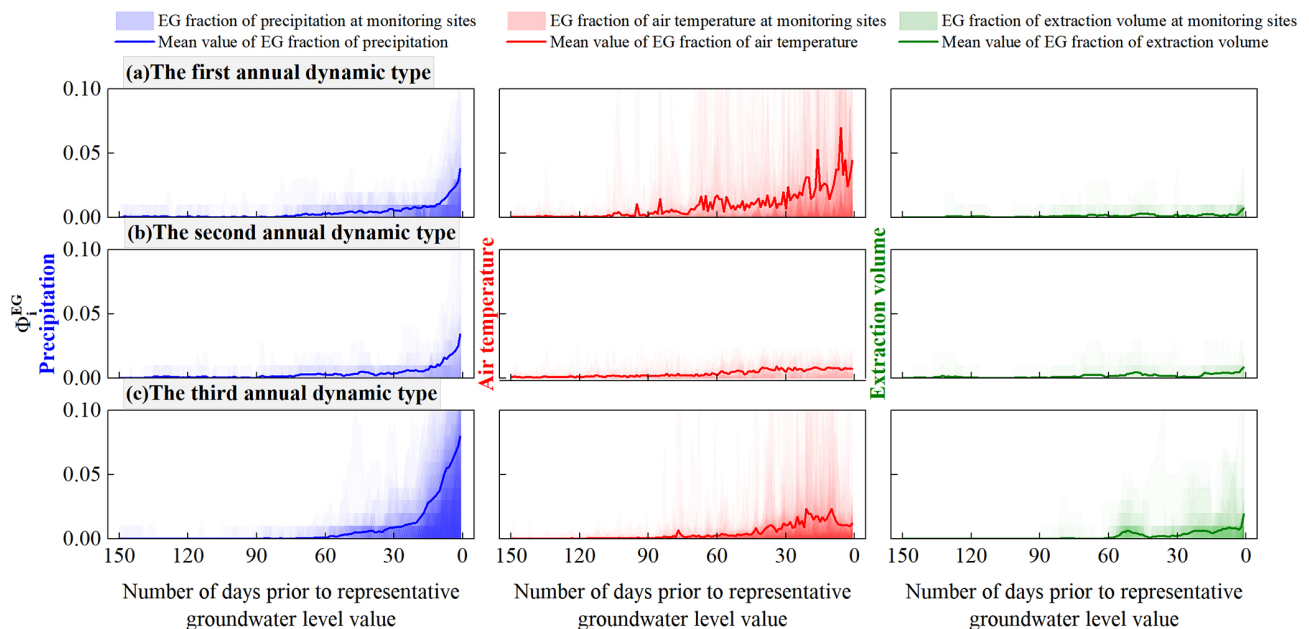 EG fraction of precipitation at monitoring sites
Mean value of EG fraction of precipitation
EG fraction of air temperature at monitoring sites
Mean value of EG fraction of air temperature
EG fraction of extraction volume at monitoring sites
Mean value of EG fraction of extraction volume
(a)The first annual dynamic type
0.10
0.05
0.00
(b)The second annual dynamic type
0.10
0.05
0.00
(c)The third annual dynamic type
0.10
0.05
0.00
Φ_i^EG
Precipitation
Air temperature
Extraction volume
150 120 90 60 30 0
150 120 90 60 30 0
150 120 90 60 30 0
Number of days prior to representative
groundwater level value
Number of days prior to representative
groundwater level value
Number of days prior to representative
groundwater level value